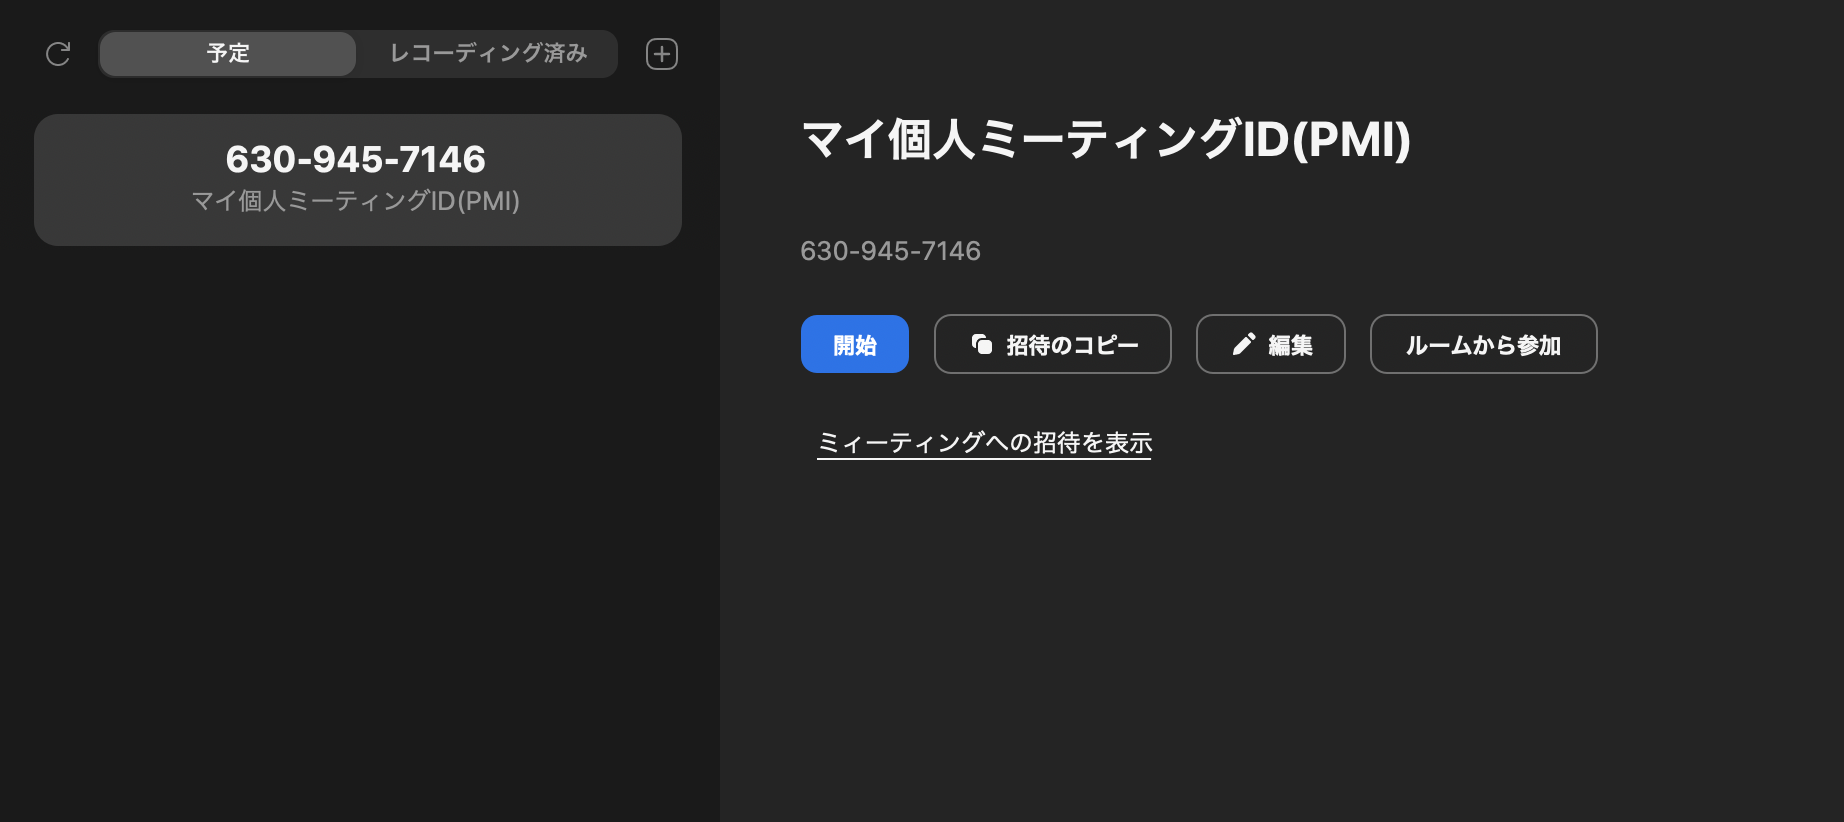 予定
レコーディング済み
630-945-7146
マイ個人ミーティングID(PMI)
マイ個人ミーティングID(PMI)
630-945-7146
開始
招待のコピー
編集
ルームから参加
ミィーティングへの招待を表示